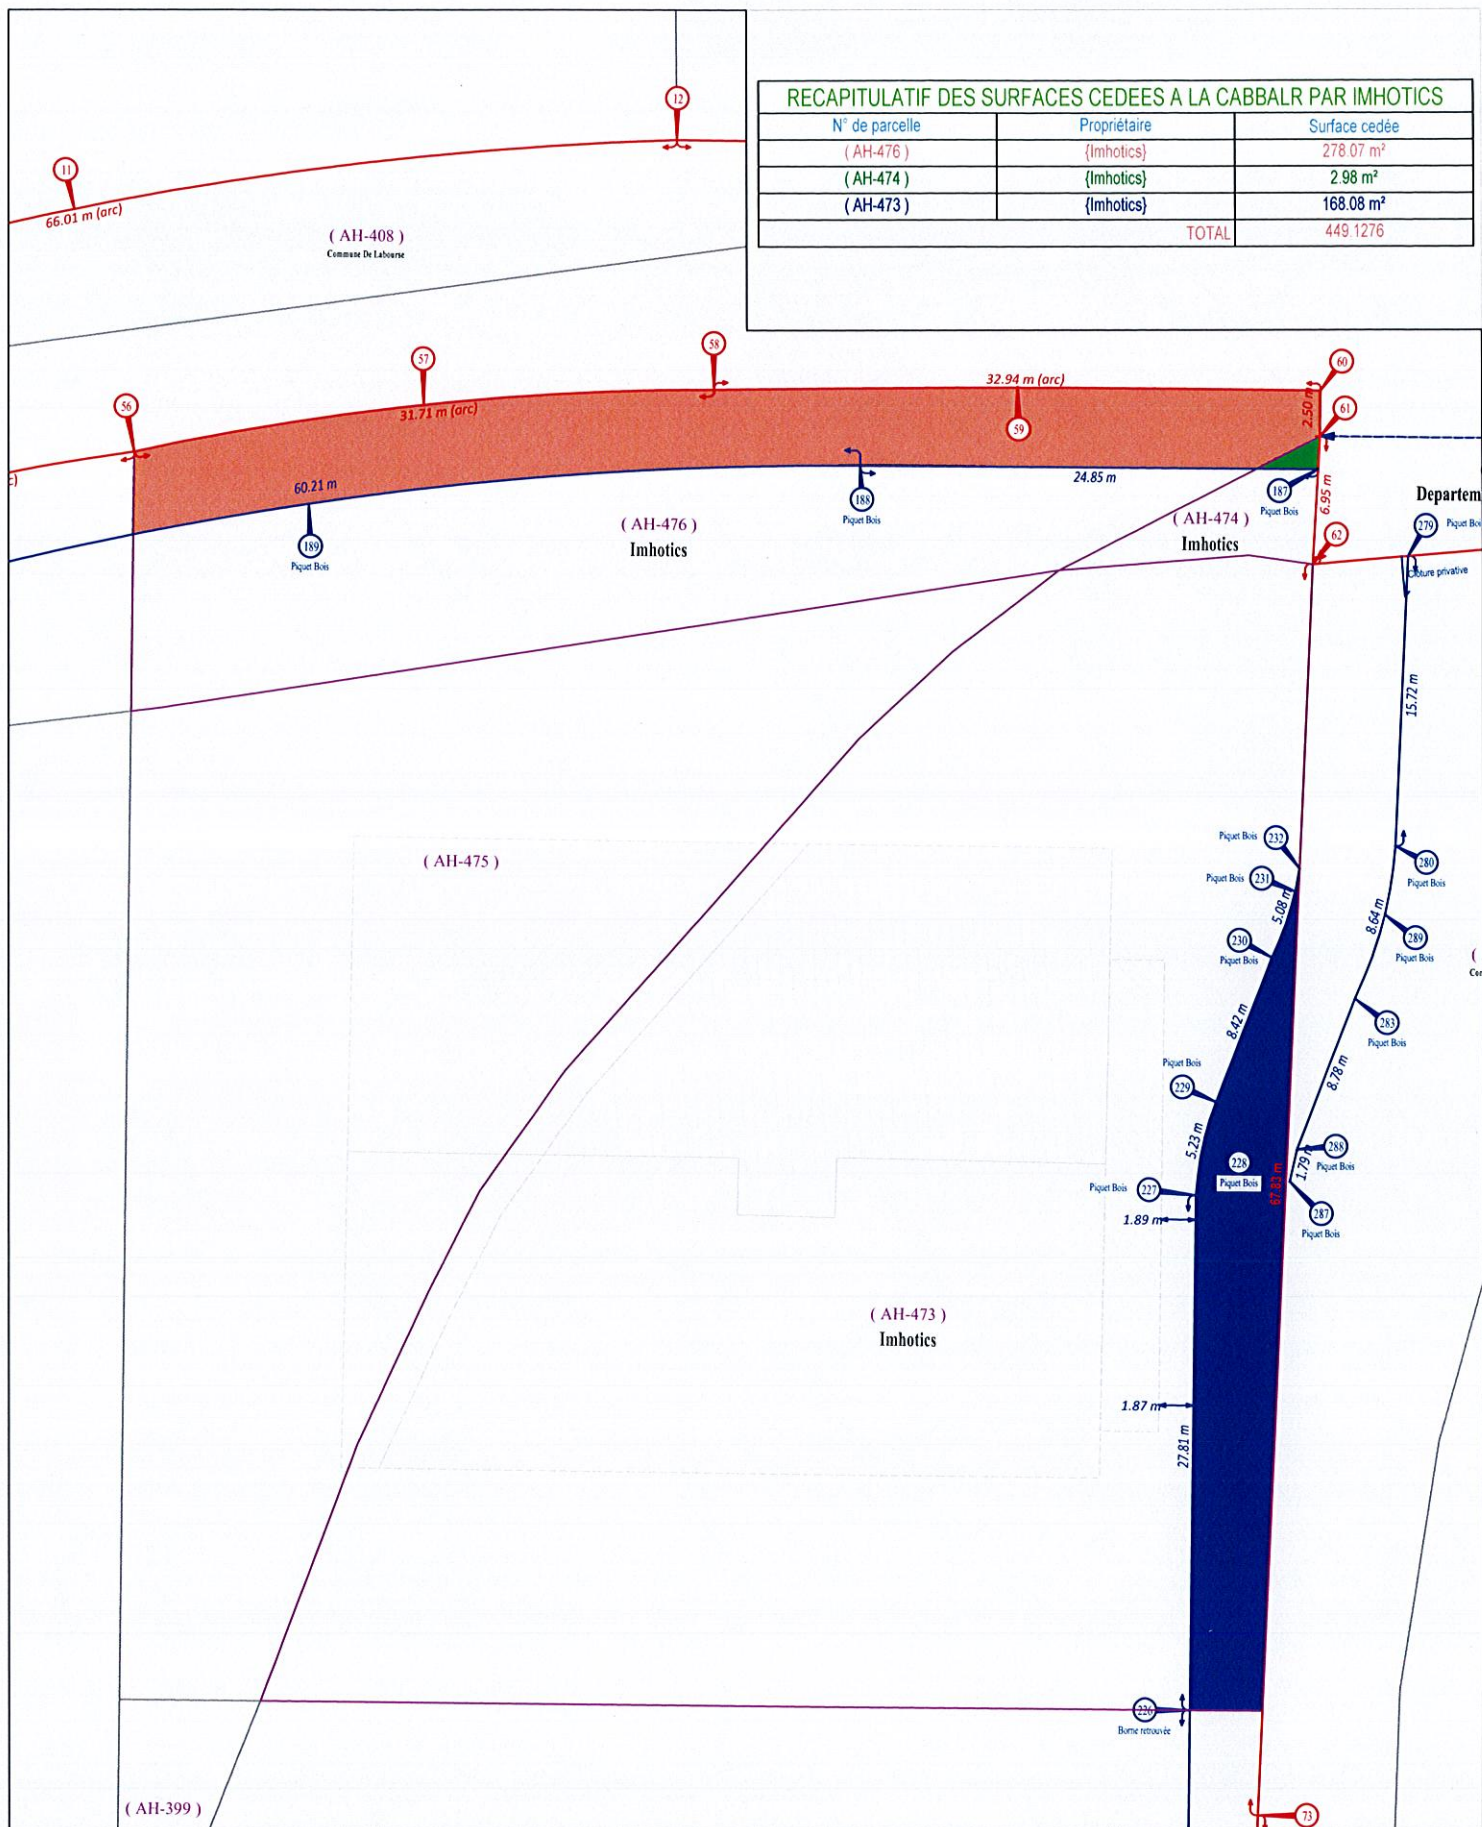 RECAPITULATIF DES SURFACES CEDEES A LA CABBALR PAR IMHOTICS
N° de parcelle Propriétaire Surface cedée
( AH-476 ) {Imhotics} 278.07 m²
( AH-474 ) {Imhotics} 2.98 m²
( AH-473 ) {Imhotics} 168.08 m²
TOTAL 449.1276
12
11
66.01 m (arc)
( AH-408 )
Commune De Labourse
58
57
60
32.94 m (arc)
56
31.71 m (arc)
2.50 m
61
59
c)
60.21 m
24.85 m
187
Piquet Bois
6.95 m
188
Piquet Bois
Departem
( AH-476 )
Imhotics
( AH-474 )
Imhotics
279
Piquet Boi
62
189
Piquet Bois
Cloture privative
15.72 m
Piquet Bois
232
( AH-475 )
280
Piquet Bois
Piquet Bois
231
5.08 m
8.64 m
230
Piquet Bois
289
Piquet Bois
(
Con
8.42 m
283
Piquet Bois
Piquet Bois
229
8.78 m
5.23 m
288
Piquet Bois
1.79 m
228
Piquet Bois
67.83 m
Piquet Bois
227
287
Piquet Bois
1.89 m
( AH-473 )
Imhotics
1.87 m
27.81 m
226
Borne retrouvée
( AH-399 )
73